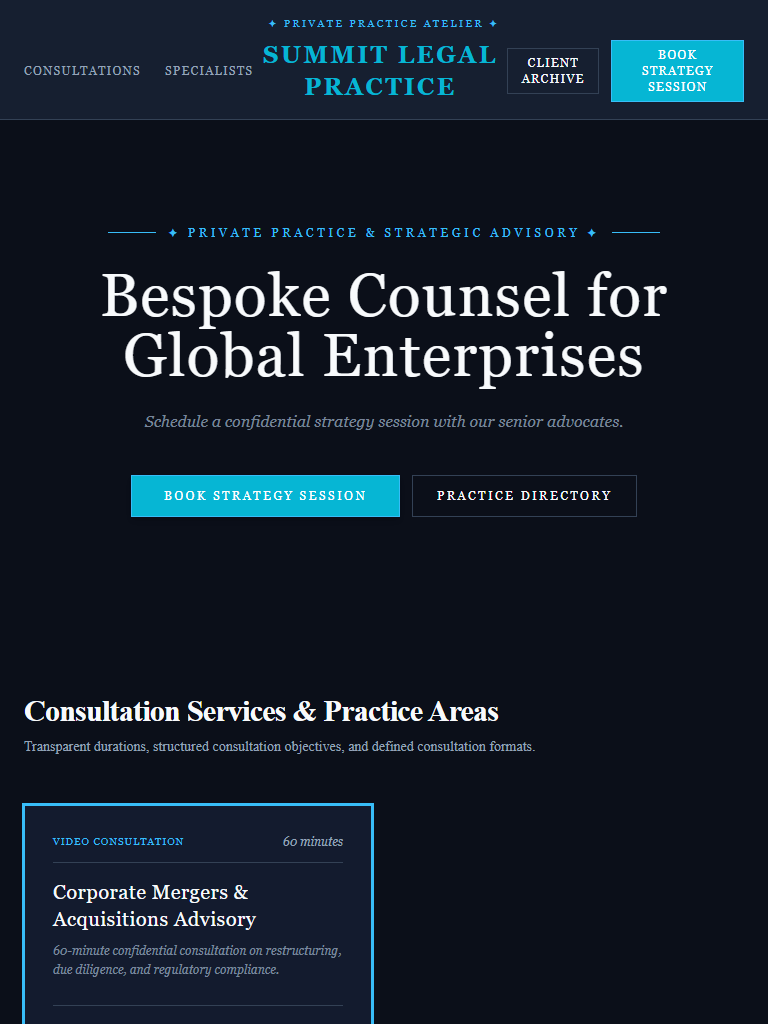 ✦ PRIVATE PRACTICE ATELIER ✦
CONSULTATIONS
SPECIALISTS
SUMMIT LEGAL
PRACTICE
CLIENT
ARCHIVE
BOOK
STRATEGY
SESSION
✦ PRIVATE PRACTICE & STRATEGIC ADVISORY ✦
Bespoke Counsel for
Global Enterprises
Schedule a confidential strategy session with our senior advocates.
BOOK STRATEGY SESSION
PRACTICE DIRECTORY
Consultation Services & Practice Areas
Transparent durations, structured consultation objectives, and defined consultation formats.
VIDEO CONSULTATION
60 minutes
Corporate Mergers &
Acquisitions Advisory
60-minute confidential consultation on restructuring,
due diligence, and regulatory compliance.